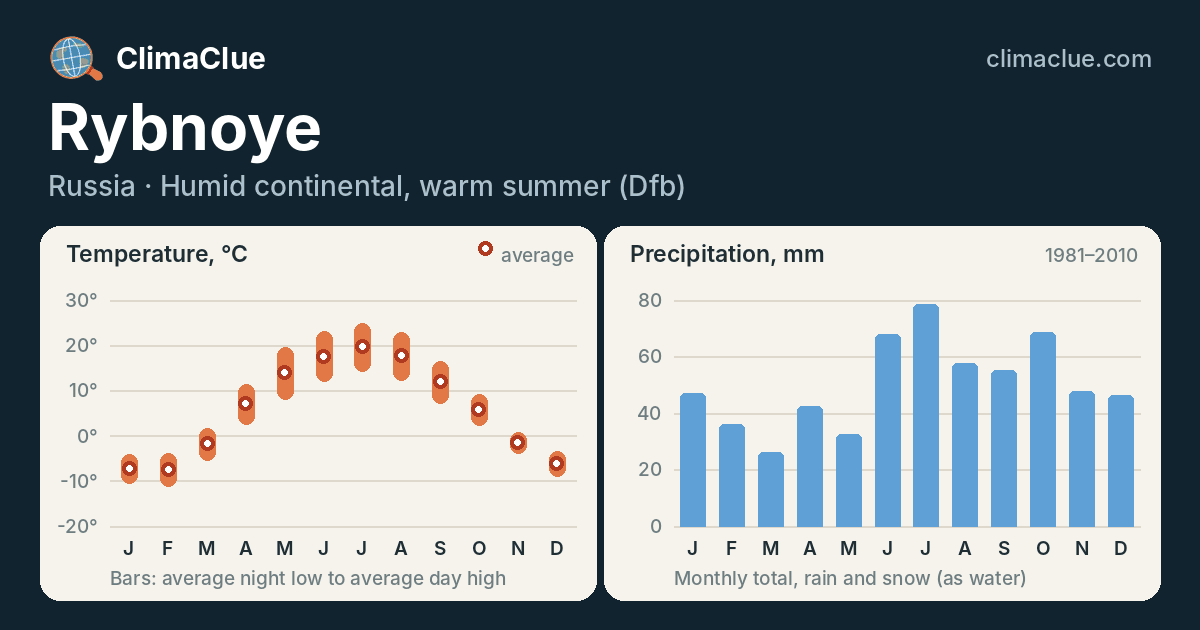 ClimaClue
climaclue.com
Rybnoye
Russia · Humid continental, warm summer (Dfb)
Temperature, °C
average
30°
20°
10°
0°
-10°
-20°
J F M A M J J A S O N D
Bars: average night low to average day high
Precipitation, mm
1981–2010
80
60
40
20
0
J F M A M J J A S O N D
Monthly total, rain and snow (as water)